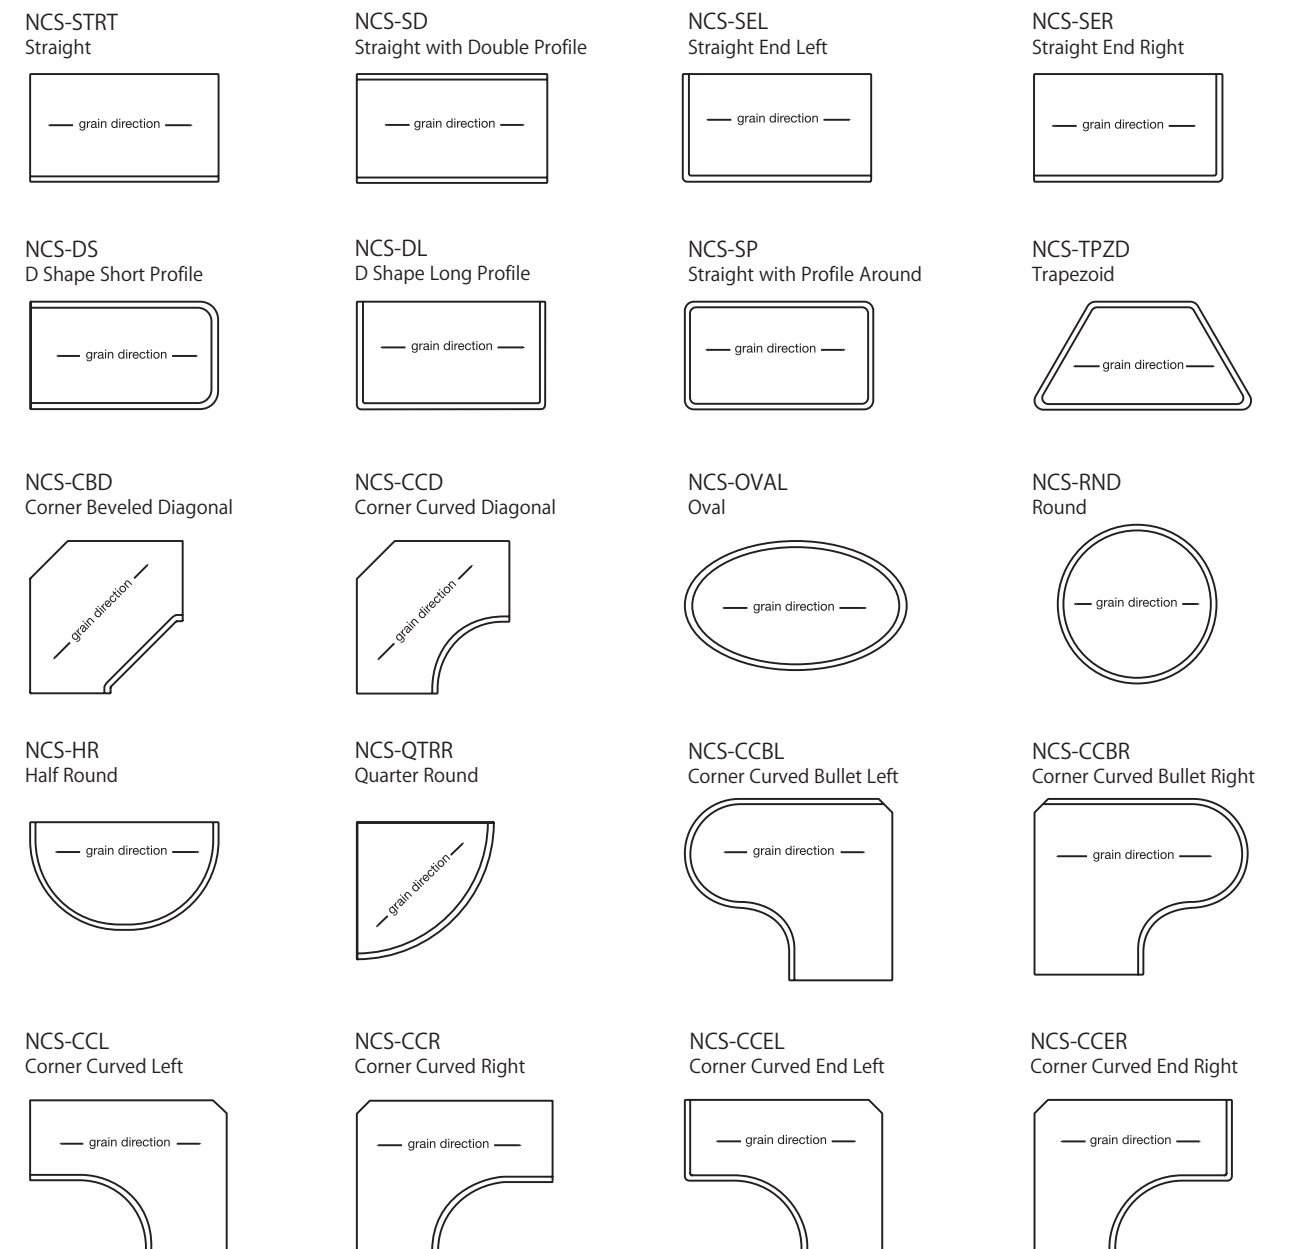 NCS-STRT
Straight
grain direction
NCS-SD
Straight with Double Profile
grain direction
NCS-SEL
Straight End Left
grain direction
NCS-SER
Straight End Right
grain direction
NCS-DS
D Shape Short Profile
grain direction
NCS-DL
D Shape Long Profile
grain direction
NCS-SP
Straight with Profile Around
grain direction
NCS-TPZD
Trapezoid
grain direction
NCS-CBD
Corner Beveled Diagonal
grain direction
NCS-CCD
Corner Curved Diagonal
grain direction
NCS-OVAL
Oval
grain direction
NCS-RND
Round
grain direction
NCS-HR
Half Round
grain direction
NCS-QTRR
Quarter Round
grain direction
NCS-CCBL
Corner Curved Bullet Left
grain direction
NCS-CCBR
Corner Curved Bullet Right
grain direction
NCS-CCL
Corner Curved Left
grain direction
NCS-CCR
Corner Curved Right
grain direction
NCS-CCEL
Corner Curved End Left
grain direction
NCS-CCER
Corner Curved End Right
grain direction